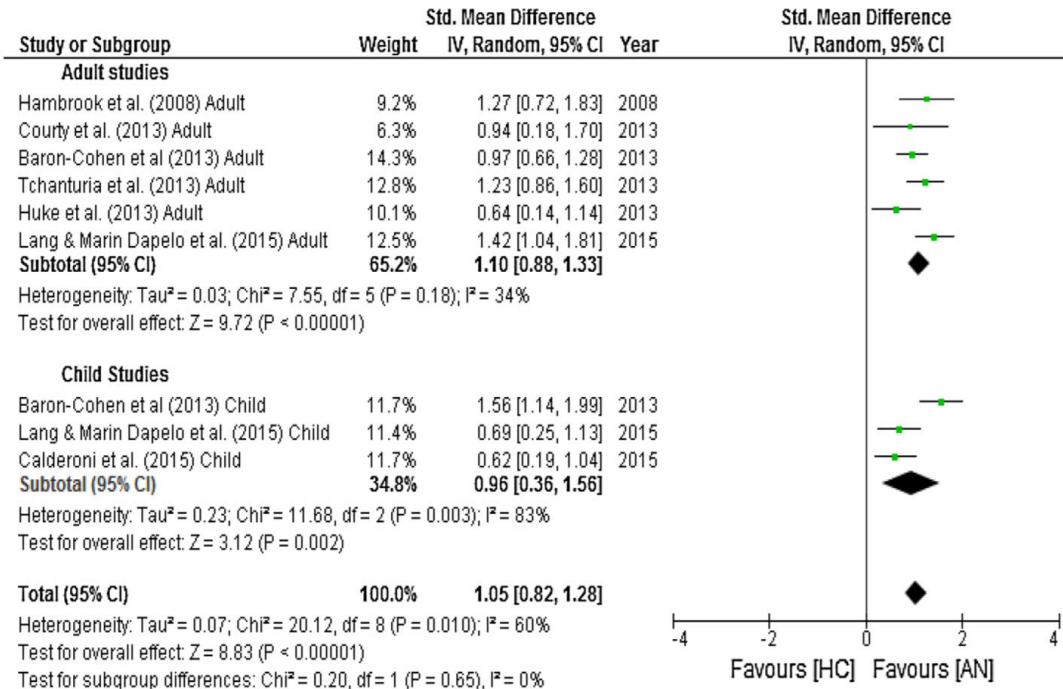 Std. Mean Difference Std. Mean Difference
Study or Subgroup Weight IV, Random, 95% CI Year IV, Random, 95% CI
Adult studies
Hambrook et al. (2008) Adult 9.2% 1.27 [0.72, 1.83] 2008
Courty et al. (2013) Adult 6.3% 0.94 [0.18, 1.70] 2013
Baron-Cohen et al (2013) Adult 14.3% 0.97 [0.66, 1.28] 2013
Tchanturia et al. (2013) Adult 12.8% 1.23 [0.86, 1.60] 2013
Huke et al. (2013) Adult 10.1% 0.64 [0.14, 1.14] 2013
Lang & Marin Dapelo et al. (2015) Adult 12.5% 1.42 [1.04, 1.81] 2015
Subtotal (95% CI) 65.2% 1.10 [0.88, 1.33]
Heterogeneity: Tau² = 0.03; Chi² = 7.55, df = 5 (P = 0.18); I² = 34%
Test for overall effect: Z = 9.72 (P < 0.00001)
Child Studies
Baron-Cohen et al (2013) Child 11.7% 1.56 [1.14, 1.99] 2013
Lang & Marin Dapelo et al. (2015) Child 11.4% 0.69 [0.25, 1.13] 2015
Calderoni et al. (2015) Child 11.7% 0.62 [0.19, 1.04] 2015
Subtotal (95% CI) 34.8% 0.96 [0.36, 1.56]
Heterogeneity: Tau² = 0.23; Chi² = 11.68, df = 2 (P = 0.003); I² = 83%
Test for overall effect: Z = 3.12 (P = 0.002)
Total (95% CI) 100.0% 1.05 [0.82, 1.28]
Heterogeneity: Tau² = 0.07; Chi² = 20.12, df = 8 (P = 0.010); I² = 60%
Test for overall effect: Z = 8.83 (P < 0.00001)
Test for subgroup differences: Chi² = 0.20, df = 1 (P = 0.65), I² = 0%
-4 -2 0 2 4
Favours [HC] Favours [AN]